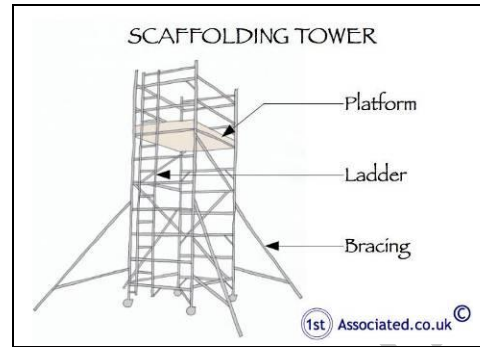 SCAFFOLDING TOWER
Platform
Ladder
Bracing
1st Associated.co.uk ©